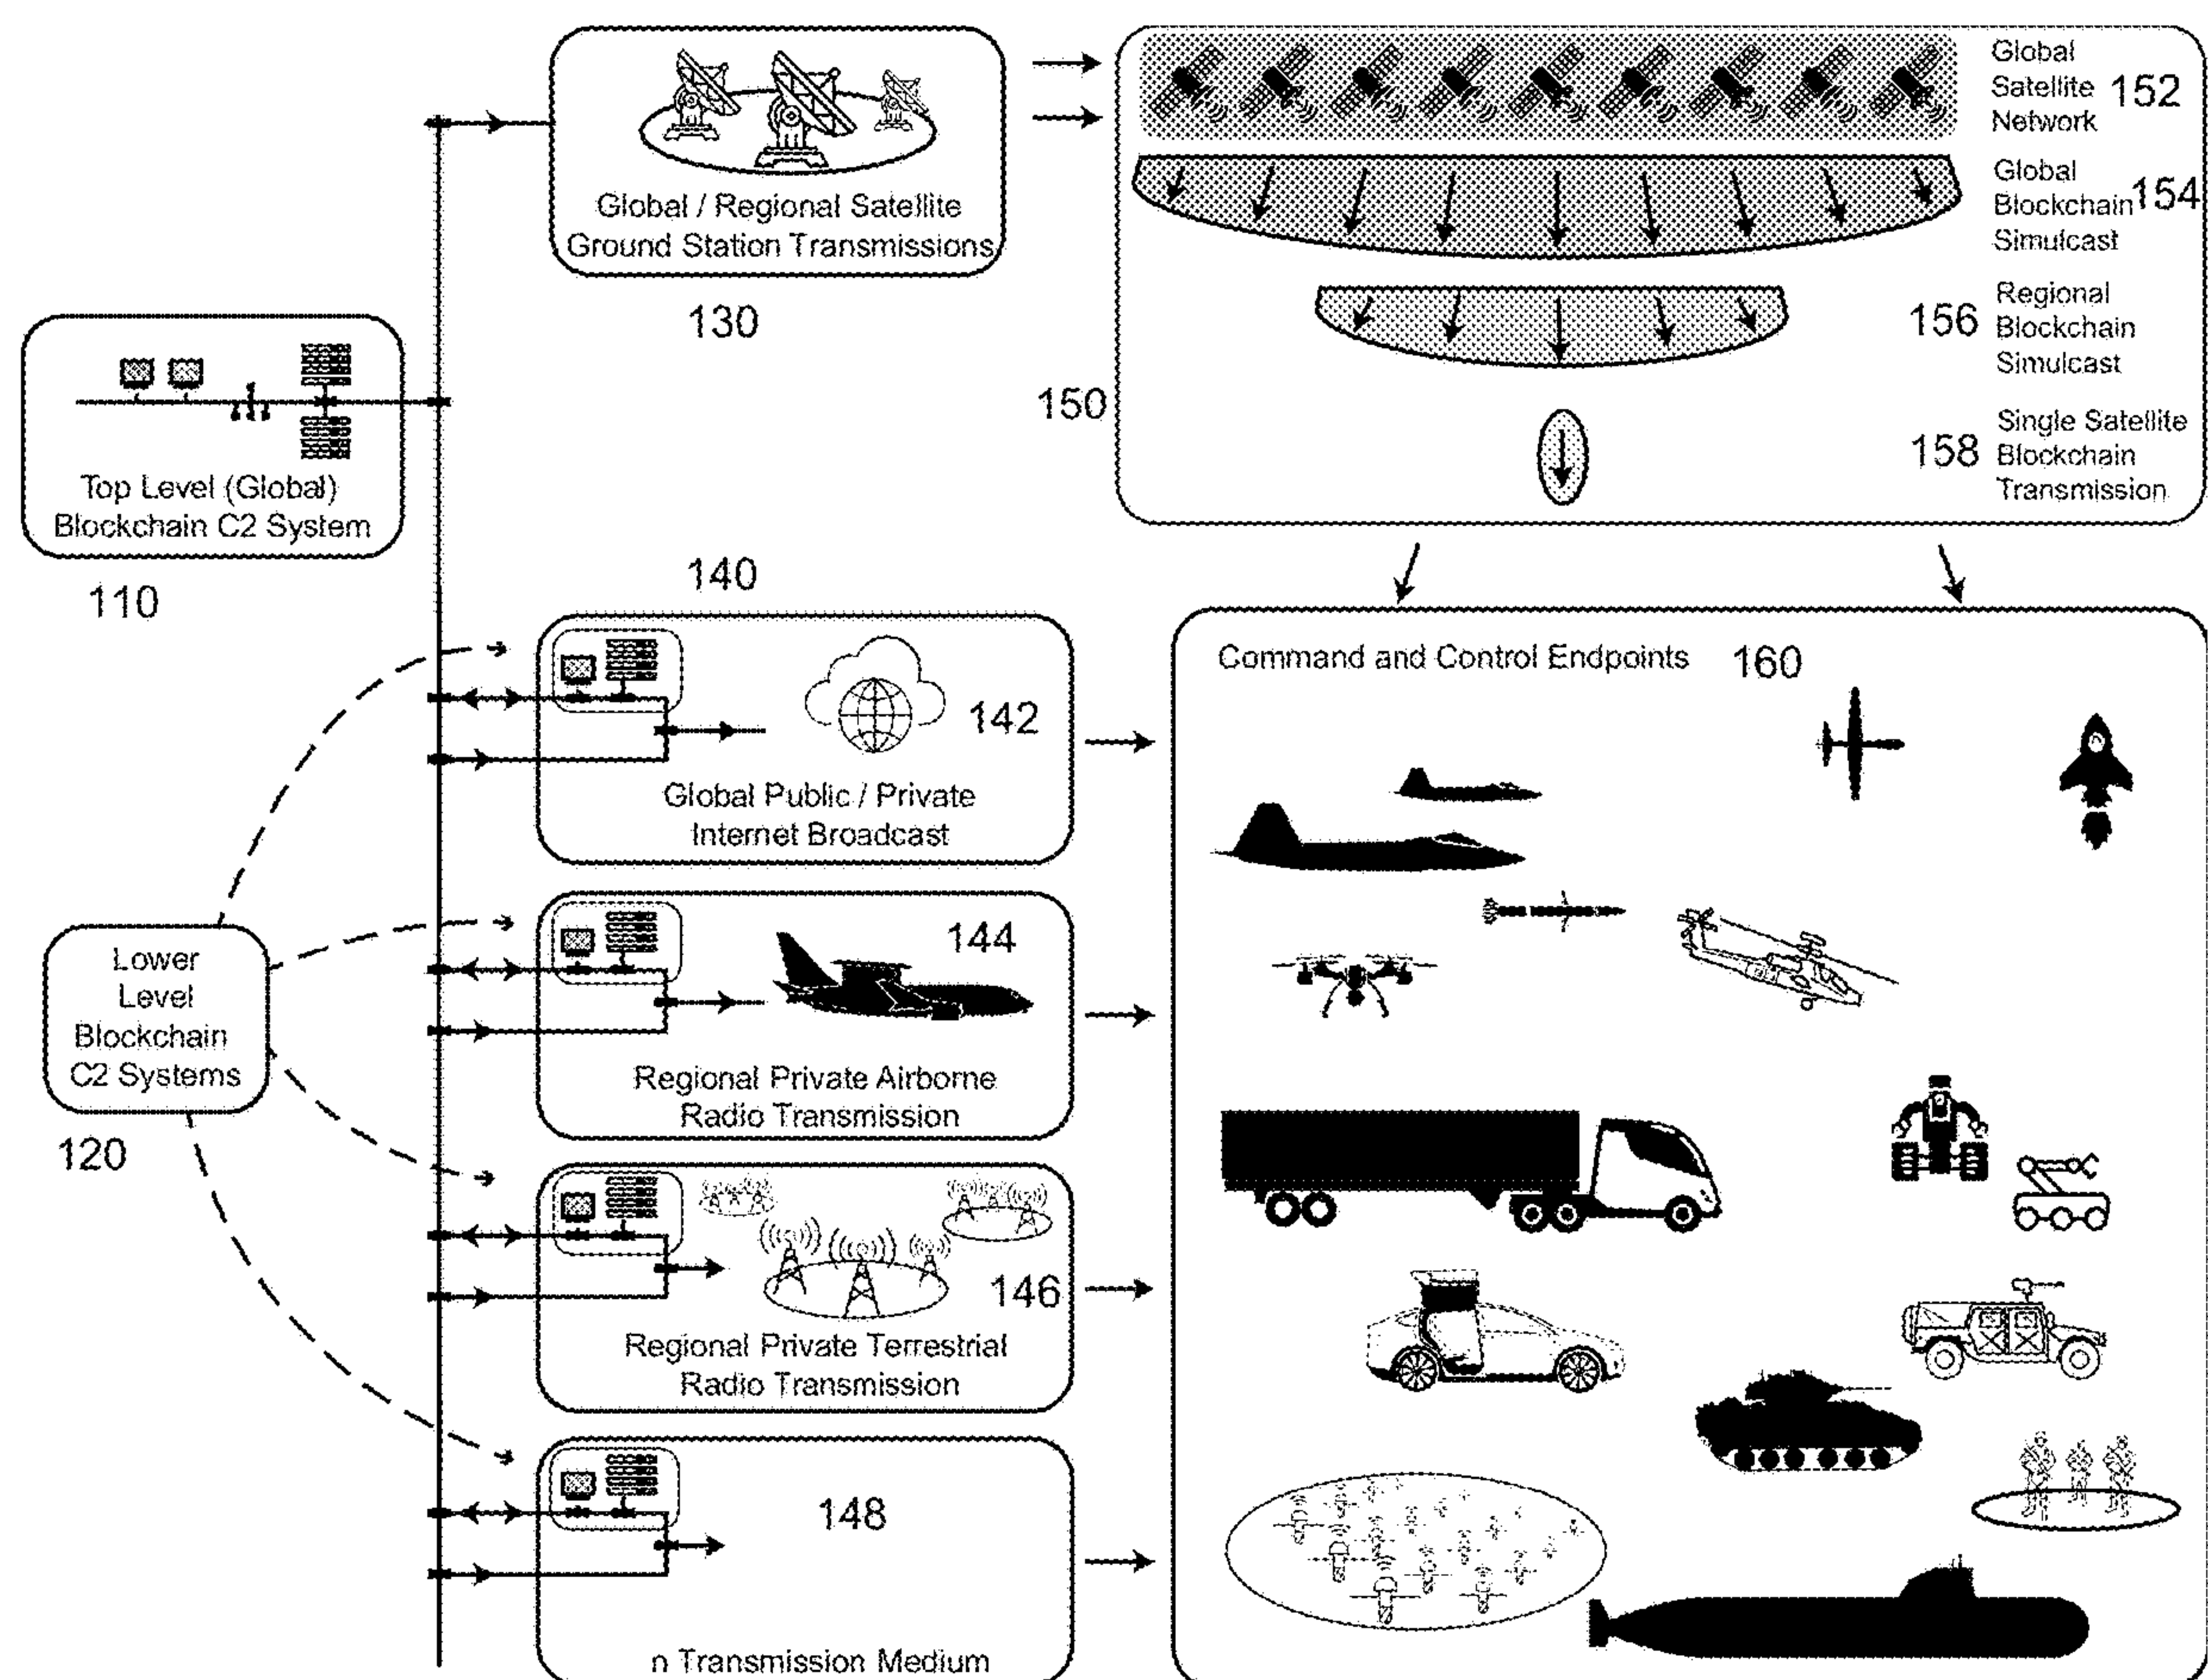 Global
Satellite 152
Network
Global
Blockchain 154
Simulcast
Global / Regional Satellite
Ground Station Transmissions
130
Regional
156 Blockchain
Simulcast
150
Single Satellite
158 Blockchain
Transmission
Top Level (Global)
Blockchain C2 System
110
140
142
Global Public / Private
Internet Broadcast
Command and Control Endpoints 160
144
Regional Private Airborne
Radio Transmission
Lower
Level
Blockchain
C2 Systems
120
146
Regional Private Terrestrial
Radio Transmission
148
n Transmission Medium